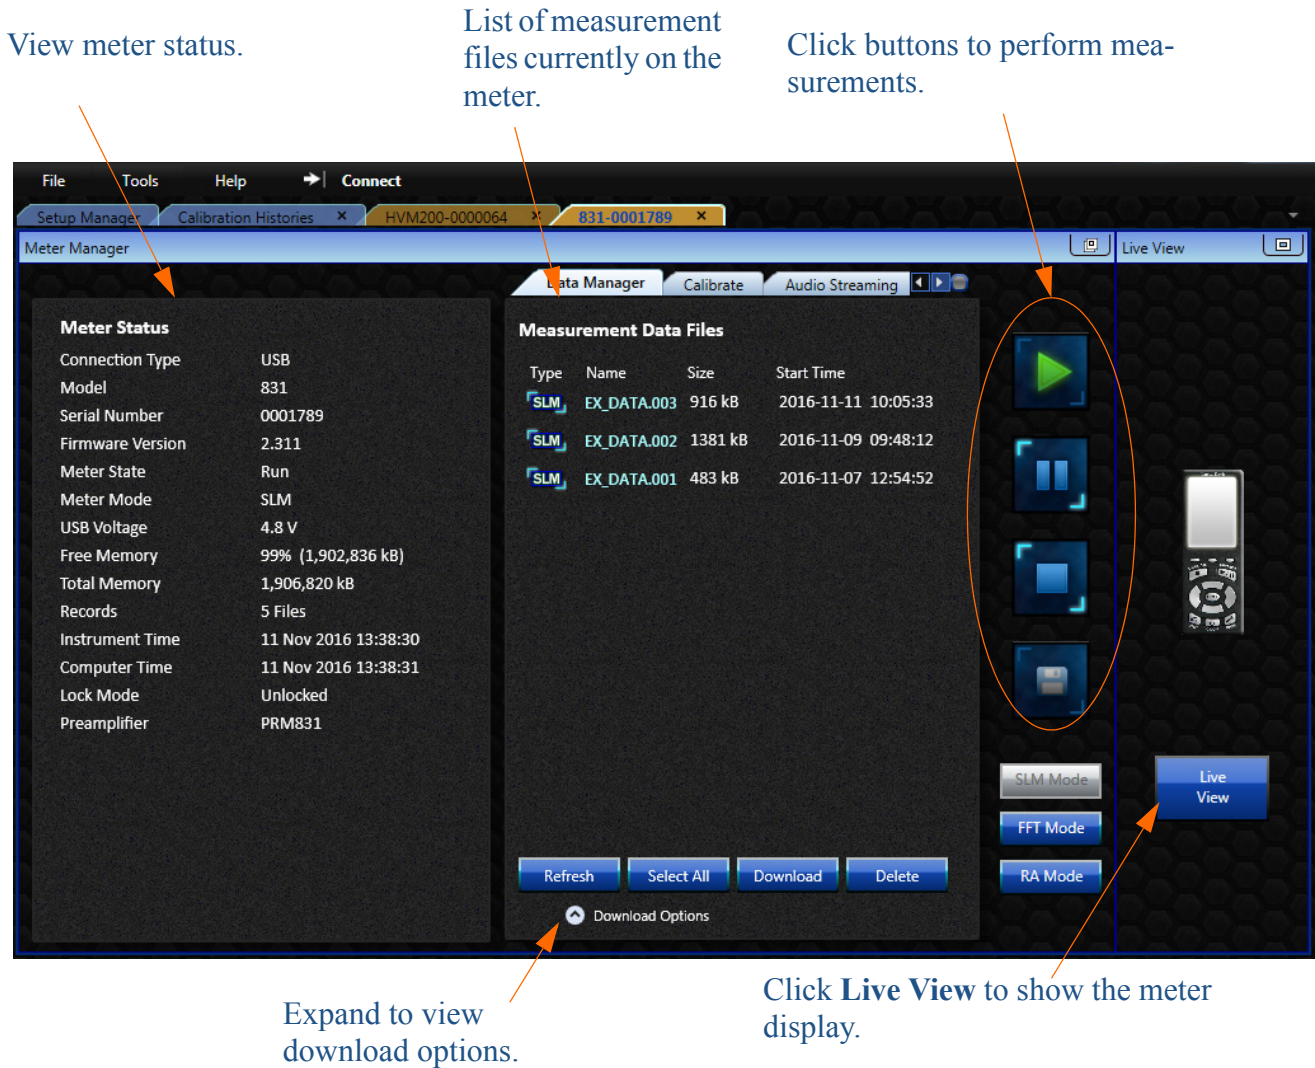 View meter status.
List of measurement
files currently on the
meter.
Click buttons to perform mea-
surements.
File Tools Help Connect
Setup Manager Calibration Histories × HVM200-0000064 × 831-0001789 ×
Meter Manager
Live View
Data Manager Calibrate Audio Streaming
Meter Status
Connection Type USB
Model 831
Serial Number 0001789
Firmware Version 2.311
Meter State Run
Meter Mode SLM
USB Voltage 4.8 V
Free Memory 99% (1,902,836 kB)
Total Memory 1,906,820 kB
Records 5 Files
Instrument Time 11 Nov 2016 13:38:30
Computer Time 11 Nov 2016 13:38:31
Lock Mode Unlocked
Preamplifier PRM831
Measurement Data Files
Type Name Size Start Time
SLM EX_DATA.003 916 kB 2016-11-11 10:05:33
SLM EX_DATA.002 1381 kB 2016-11-09 09:48:12
SLM EX_DATA.001 483 kB 2016-11-07 12:54:52
Refresh Select All Download Delete
Download Options
SLM Mode
FFT Mode
RA Mode
Live
View
Expand to view
download options.
Click Live View to show the meter
display.